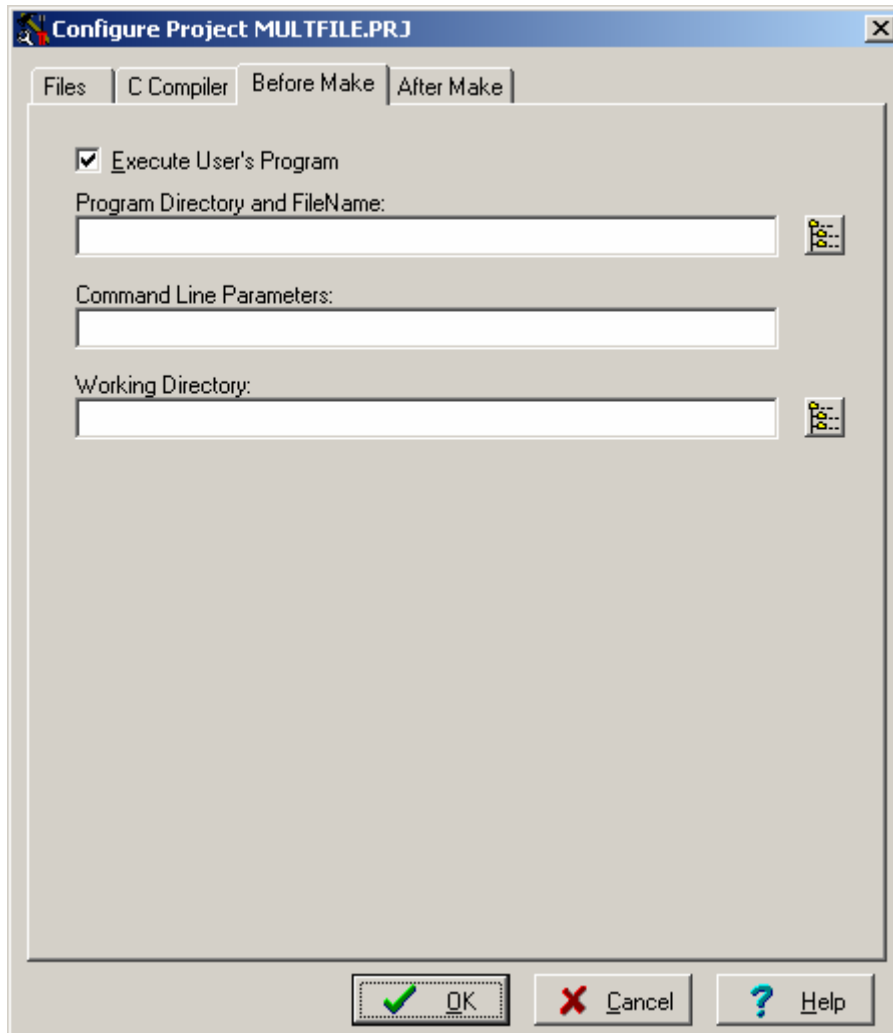 Configure Project MULTFILE.PRJ
Files C Compiler Before Make After Make
Execute User's Program
Program Directory and FileName:
Command Line Parameters:
Working Directory:
OK Cancel Help